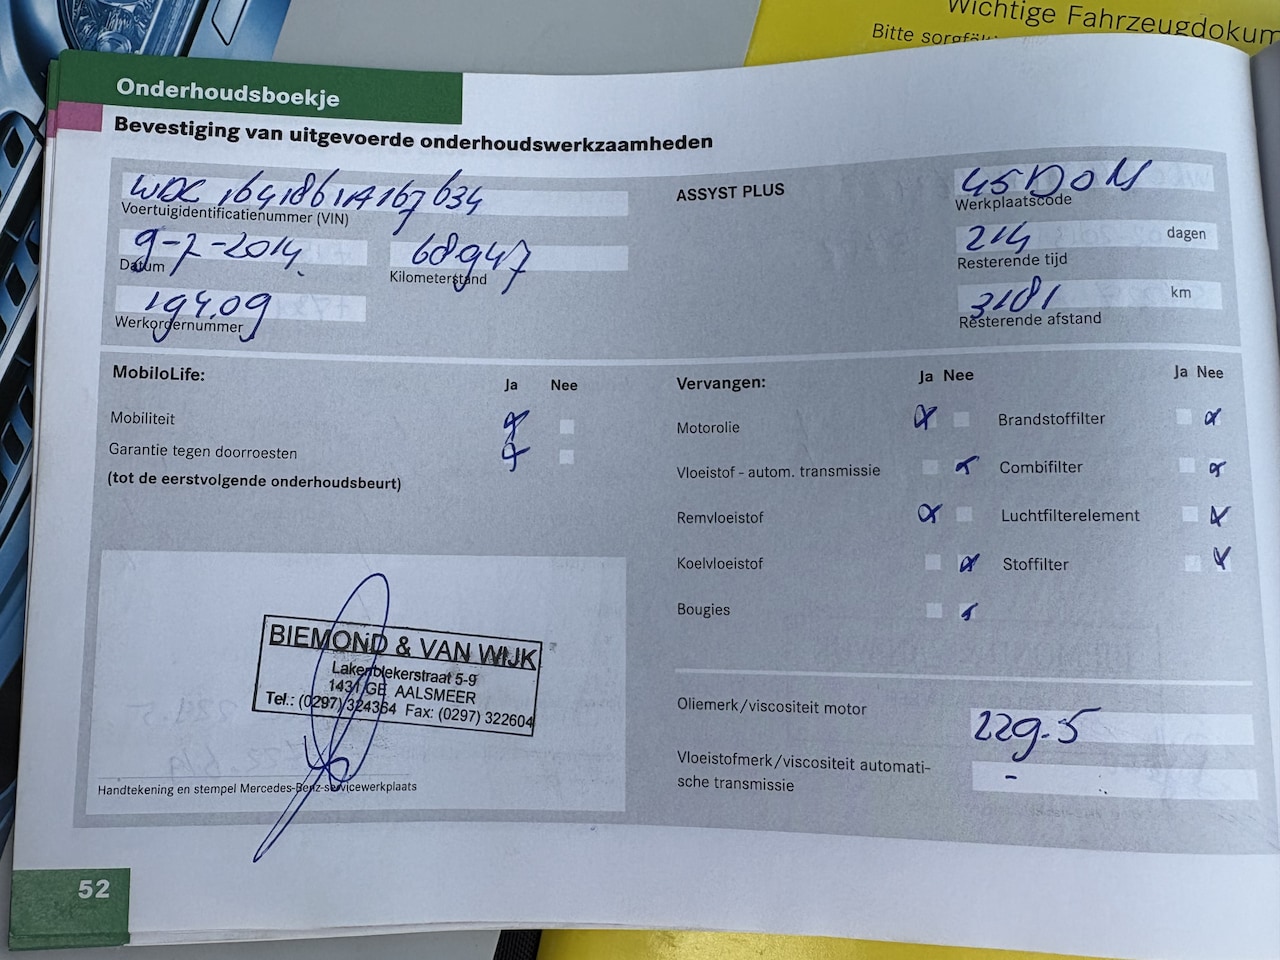 Wichtige Fahrzeugdokum
Bitte
Onderhoudsboekje
Bevestiging van uitgevoerde onderhoudswerkzaamheden
WDC1641861A167634
Voertuigidentificatienummer (VIN)
9-7-2014
Datum
68947
Kilometerstand
19409
Werkordernummer
ASSYST PLUS
45DOM
Werkplaatscode
214 dagen
Resterende tijd
3181 km
Resterende afstand
MobiloLife:
Ja Nee
Mobiliteit
Garantie tegen doorroesten
(tot de eerstvolgende onderhoudsbeurt)
Vervangen:
Ja Nee
Ja Nee
Motorolie
Brandstoffilter
Vloeistof - autom. transmissie
Combifilter
Remvloeistof
Luchtfilterelement
Koelvloeistof
Stoffilter
Bougies
BIEMOND & VAN WIJK
Lakenblekerstraat 5-9
1431 GE AALSMEER
Tel.: (0297) 324364 Fax: (0297) 322604
Handtekening en stempel Mercedes-Benz-servicewerkplaats
Oliemerk/viscositeit motor
229.5
Vloeistofmerk/viscositeit automati-
sche transmissie
-
52